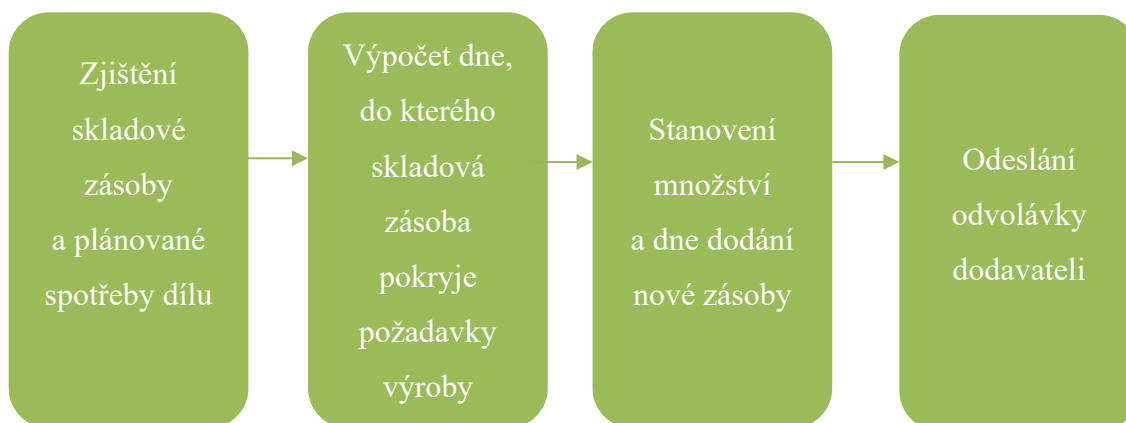 Zjištění
skladové
zásoby
a plánované
spotřeby dílu
Výpočet dne,
do kterého
skladová
zásoba
pokryje
požadavky
výroby
Stanovení
množství
a dne dodání
nové zásoby
Odeslání
odvolávky
dodavateli